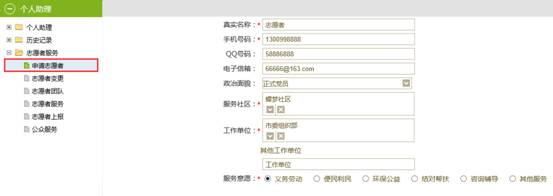 个人助理
个人助理
历史记录
志愿者服务
申请志愿者
志愿者变更
志愿者团队
志愿者服务
志愿者上报
公众服务
真实名称：* 志愿者
手机号码：* 1300998888
QQ号码： 58886888
电子信箱： 66666@163.com
政治面貌： 正式党员
服务社区：* 蝶梦社区
工作单位：* 市委组织部
其他工作单位
工作单位
服务意愿：* 义务劳动 便民利民 环保公益 结对帮扶 咨询辅导 其他服务